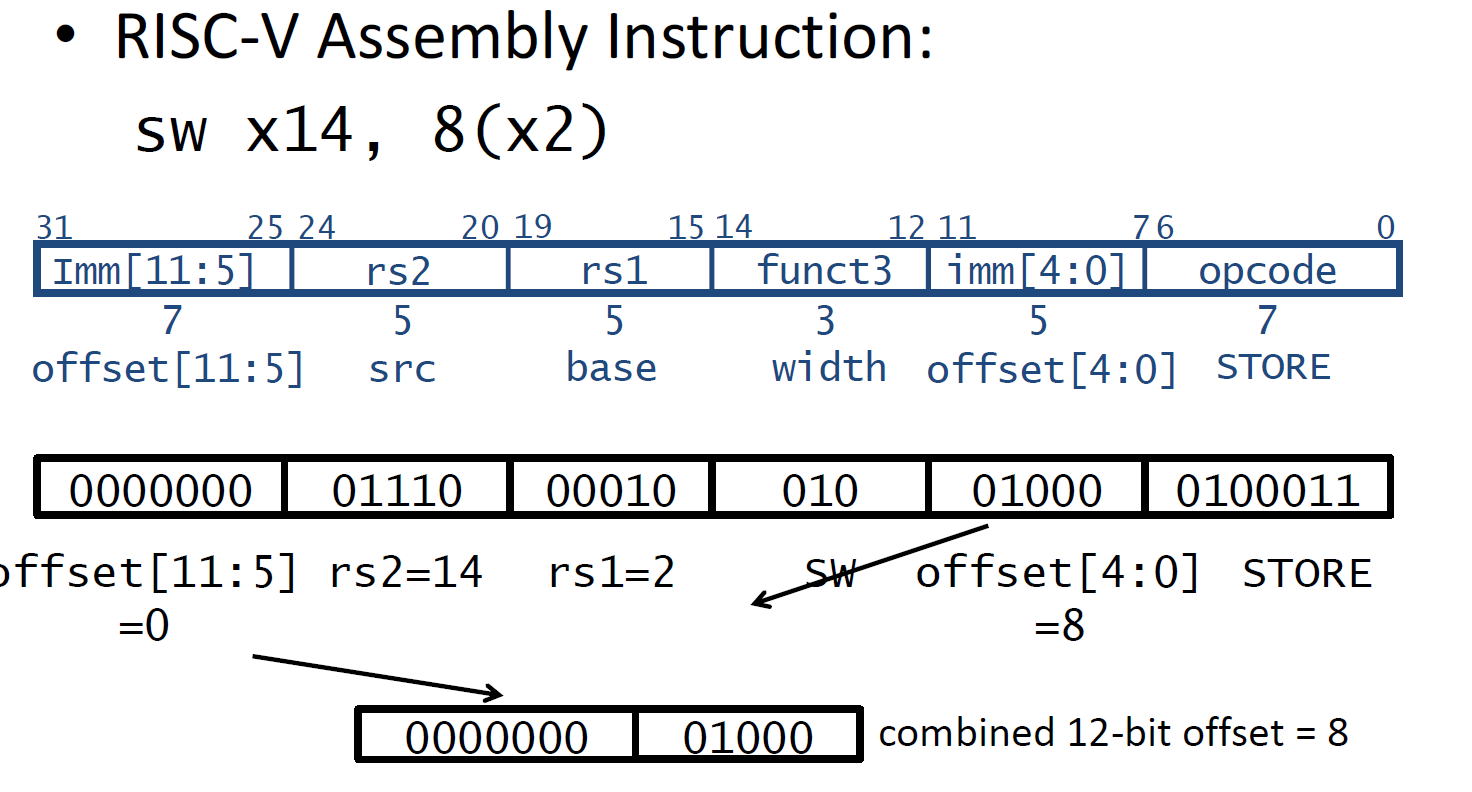 • RISC-V Assembly Instruction:
sw x14, 8(x2)
31 25 24 20 19 15 14 12 11 7 6 0
Imm[11:5] rs2 rs1 funct3 imm[4:0] opcode
7 5 5 3 5 7
offset[11:5] src base width offset[4:0] STORE
0000000 01110 00010 010 01000 0100011
offset[11:5] rs2=14 rs1=2 SW offset[4:0] STORE
=0 =8
0000000 01000 combined 12-bit offset = 8